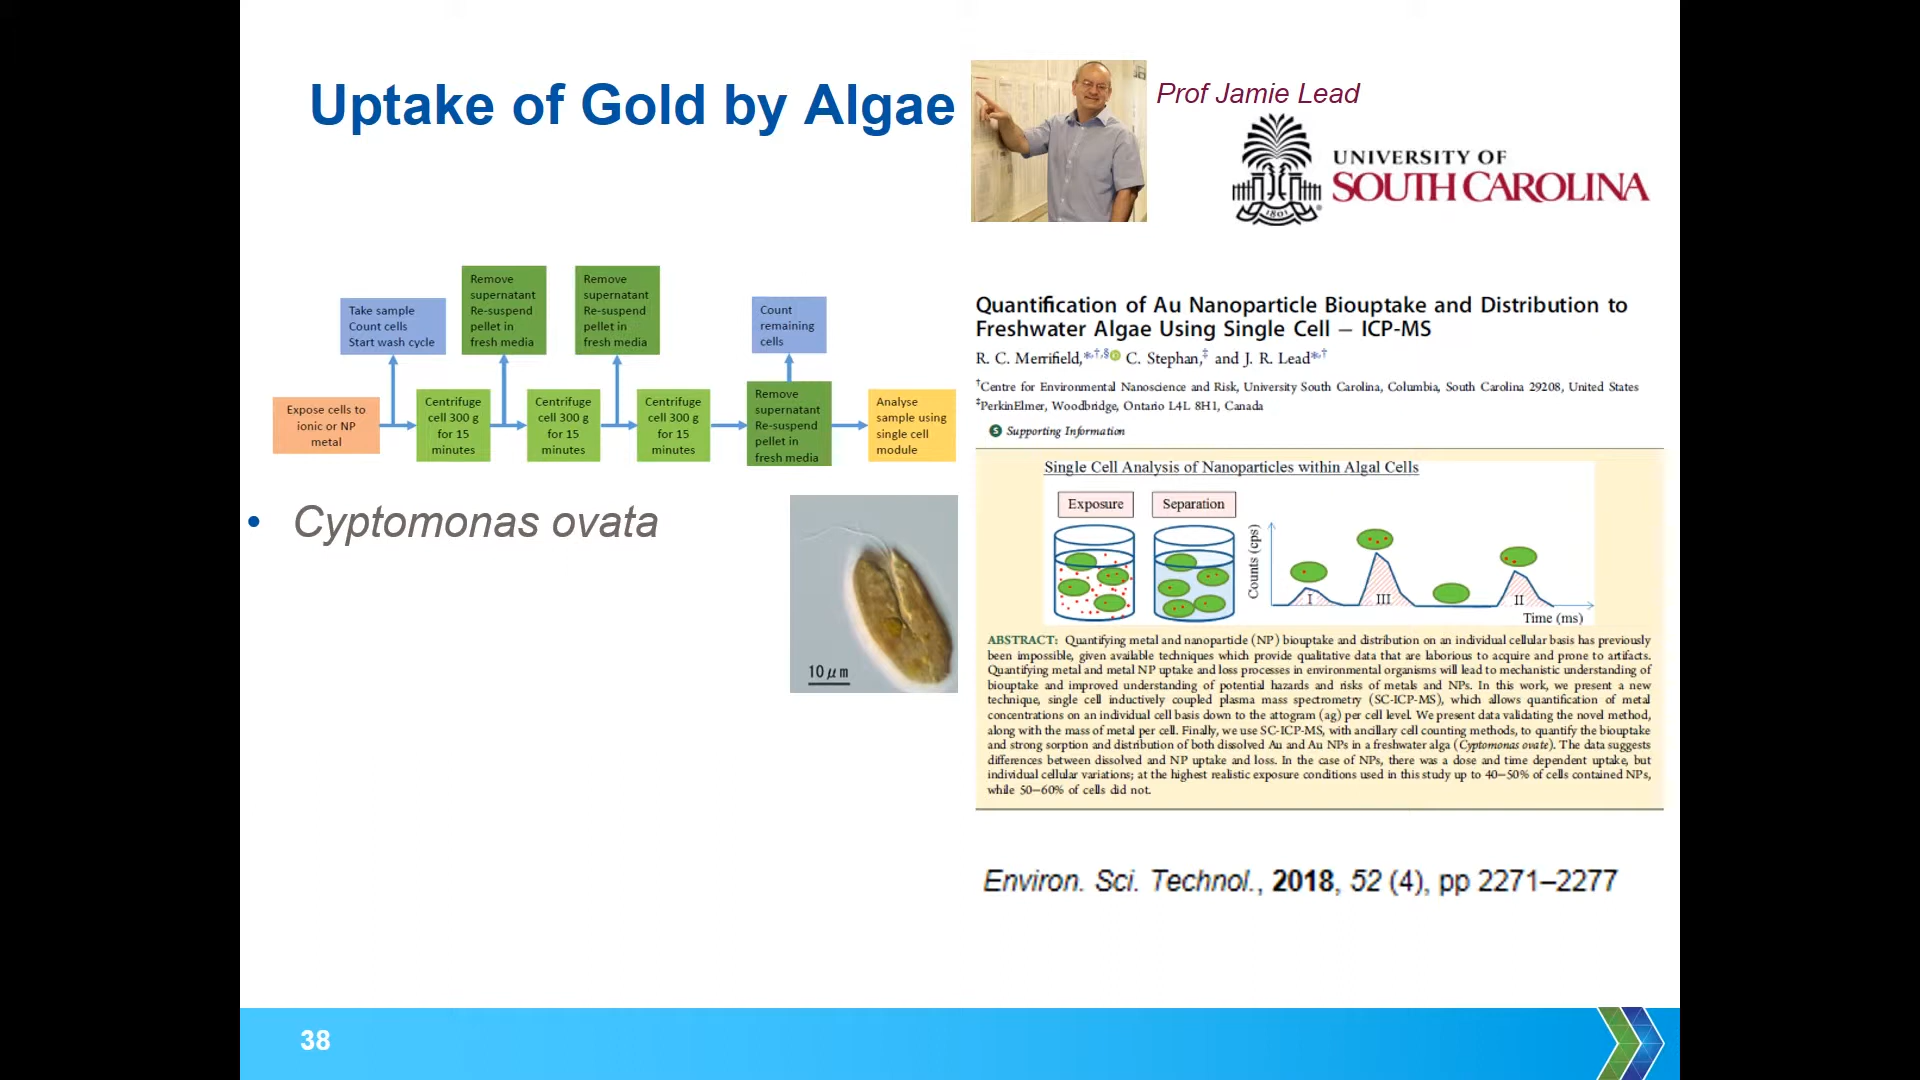 Uptake of Gold by Algae
Prof Jamie Lead
UNIVERSITY OF
SOUTH CAROLINA
1801
Take sample
Count cells
Start wash cycle
Remove
supernatant
Re-suspend
pellet in
fresh media
Remove
supernatant
Re-suspend
pellet in
fresh media
Count
remaining
cells
Expose cells to
ionic or NP
metal
Centrifuge
cell 300 g
for 15
minutes
Centrifuge
cell 300 g
for 15
minutes
Centrifuge
cell 300 g
for 15
minutes
Remove
supernatant
Re-suspend
pellet in
fresh media
Analyse
sample using
single cell
module
• Cyptomonas ovata
10 μm
Quantification of Au Nanoparticle Biouptake and Distribution to
Freshwater Algae Using Single Cell – ICP-MS
R. C. Merrifield,*,†,§ C. Stephan,‡ and J. R. Lead*,†
†Centre for Environmental Nanoscience and Risk, University South Carolina, Columbia, South Carolina 29208, United States
‡PerkinElmer, Woodbridge, Ontario L4L 8H1, Canada
S Supporting Information
Single Cell Analysis of Nanoparticles within Algal Cells
Exposure
Separation
Counts (cps)
I
III
II
Time (ms)
ABSTRACT: Quantifying metal and nanoparticle (NP) biouptake and distribution on an individual cellular basis has previously
been impossible, given available techniques which provide qualitative data that are laborious to acquire and prone to artifacts.
Quantifying metal and metal NP uptake and loss processes in environmental organisms will lead to mechanistic understanding of
biouptake and improved understanding of potential hazards and risks of metals and NPs. In this work, we present a new
technique, single cell inductively coupled plasma mass spectrometry (SC-ICP-MS), which allows quantification of metal
concentrations on an individual cell basis down to the attogram (ag) per cell level. We present data validating the novel method,
along with the mass of metal per cell. Finally, we use SC-ICP-MS, with ancillary cell counting methods, to quantify the biouptake
and strong sorption and distribution of both dissolved Au and Au NPs in a freshwater alga (Cyptomonas ovate). The data suggests
differences between dissolved and NP uptake and loss. In the case of NPs, there was a dose and time dependent uptake, but
individual cellular variations; at the highest realistic exposure conditions used in this study up to 40–50% of cells contained NPs,
while 50–60% of cells did not.
Environ. Sci. Technol., 2018, 52 (4), pp 2271–2277
38